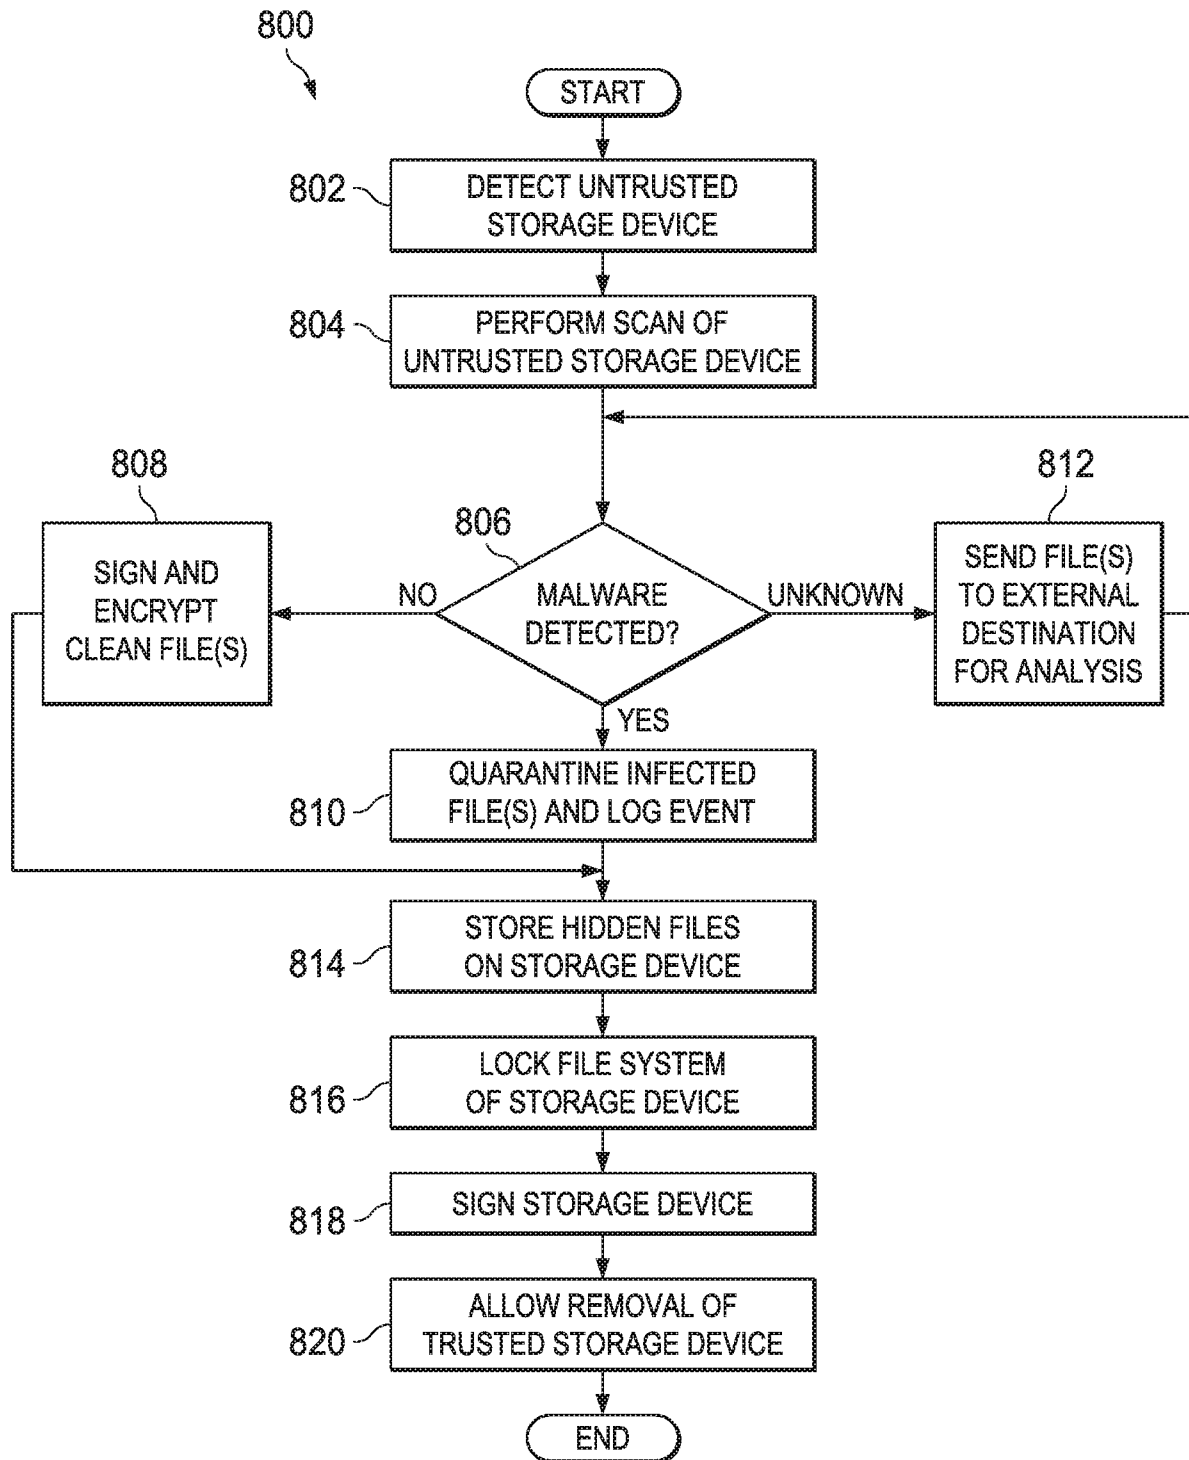 800
START
802
DETECT UNTRUSTED
STORAGE DEVICE
804
PERFORM SCAN OF
UNTRUSTED STORAGE DEVICE
808
SIGN AND
ENCRYPT
CLEAN FILE(S)
806
NO
MALWARE
DETECTED?
UNKNOWN
YES
812
SEND FILE(S)
TO EXTERNAL
DESTINATION
FOR ANALYSIS
810
QUARANTINE INFECTED
FILE(S) AND LOG EVENT
814
STORE HIDDEN FILES
ON STORAGE DEVICE
816
LOCK FILE SYSTEM
OF STORAGE DEVICE
818
SIGN STORAGE DEVICE
820
ALLOW REMOVAL OF
TRUSTED STORAGE DEVICE
END